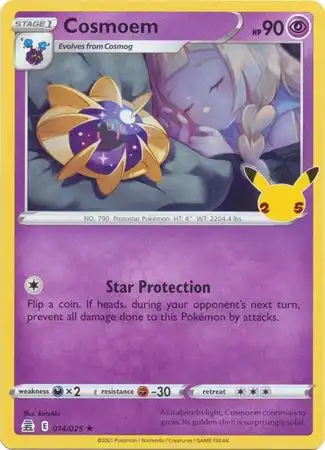 STAGE 1
Cosmoem
HP 90
Evolves from Cosmog
25
NO. 790 Protostar Pokémon HT: 4" WT: 2204.4 lbs.
Star Protection
Flip a coin. If heads, during your opponent's next turn,
prevent all damage done to this Pokémon by attacks.
weakness ×2 resistance -30 retreat
Illus. kirisAki
E 014/025 ★
As it absorbs light, Cosmoem continues to
grow. Its golden shell is surprisingly solid.
©2021 Pokémon / Nintendo / Creatures / GAME FREAK